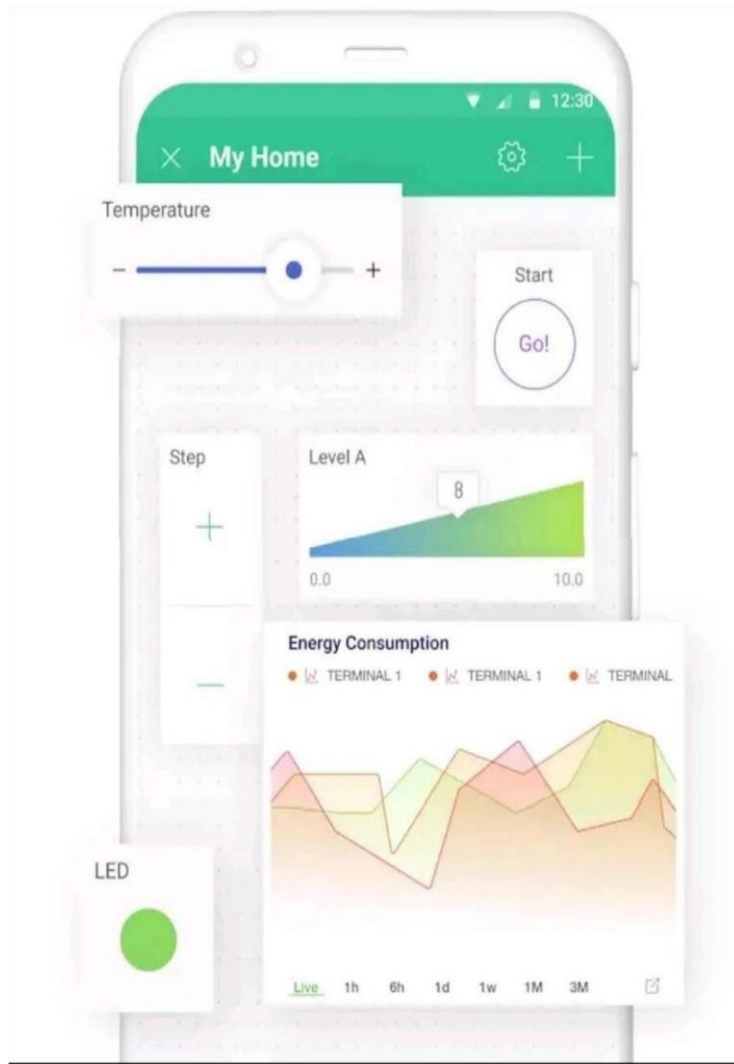 12:30
My Home
Temperature
− +
Start
Go!
Step
+
−
Level A
8
0.0 10.0
Energy Consumption
TERMINAL 1 TERMINAL 1 TERMINAL
LED
Live 1h 6h 1d 1w 1M 3M